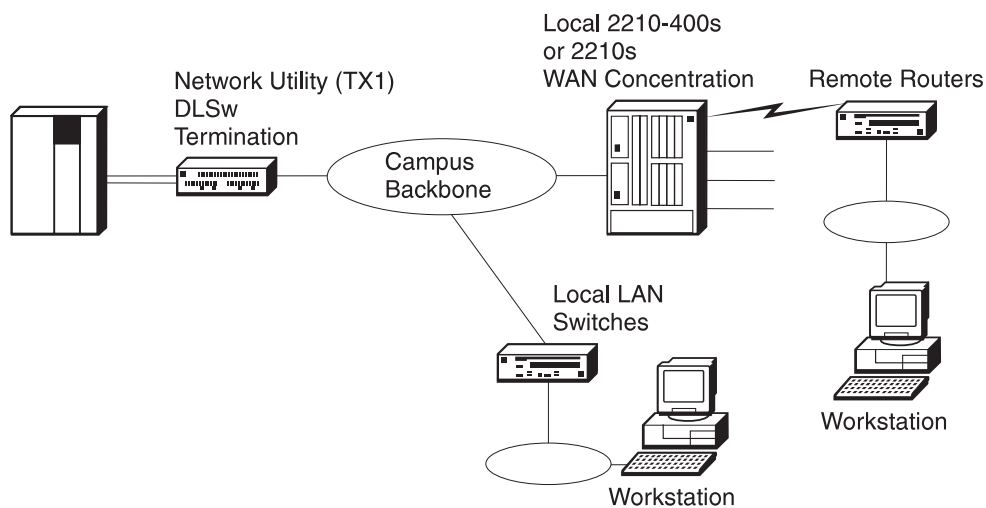 Local 2210-400s
or 2210s
WAN Concentration
Remote Routers
Network Utility (TX1)
DLSw
Termination
Campus
Backbone
Local LAN
Switches
Workstation
Workstation